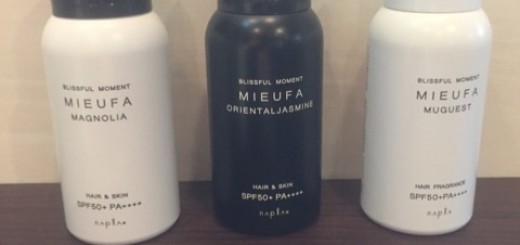 BLISSFUL MOMENT
MIEUFA
MAGNOLIA
HAIR & SKIN
SPF50+ PA++++
napla
BLISSFUL MOMENT
MIEUFA
ORIENTALJASMINE
HAIR & SKIN
SPF50+ PA++++
napla
BLISSFUL MOMENT
MIEUFA
MUGUEST
HAIR FRAGRANCE
SPF50+ PA++++
napla